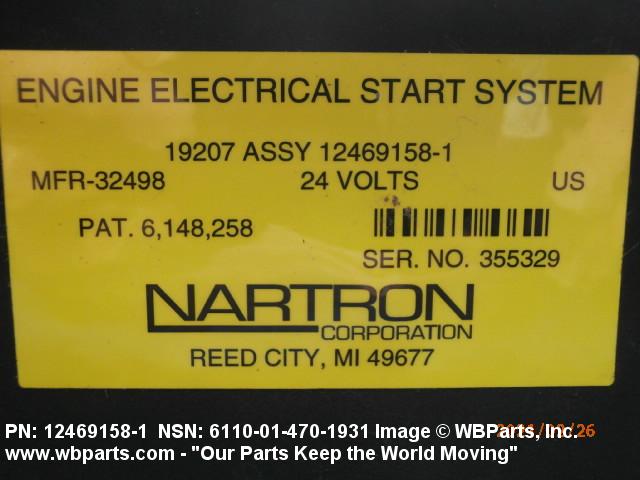 ENGINE ELECTRICAL START SYSTEM
19207 ASSY 12469158-1
MFR-32498 24 VOLTS US
PAT. 6,148,258
SER. NO. 355329
NARTRON
CORPORATION
REED CITY, MI 49677
PN: 12469158-1 NSN: 6110-01-470-1931 Image © WBParts, Inc.
www.wbparts.com - "Our Parts Keep the World Moving"